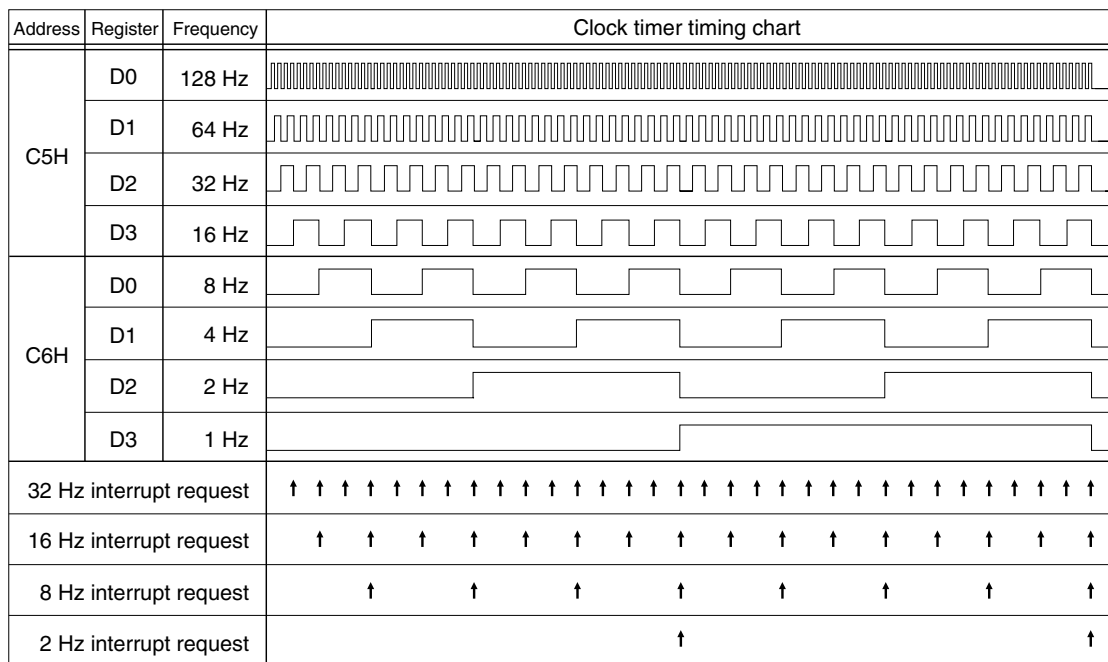 Address Register Frequency Clock timer timing chart
C5H
D0 128 Hz
D1 64 Hz
D2 32 Hz
D3 16 Hz
C6H
D0 8 Hz
D1 4 Hz
D2 2 Hz
D3 1 Hz
32 Hz interrupt request
16 Hz interrupt request
8 Hz interrupt request
2 Hz interrupt request